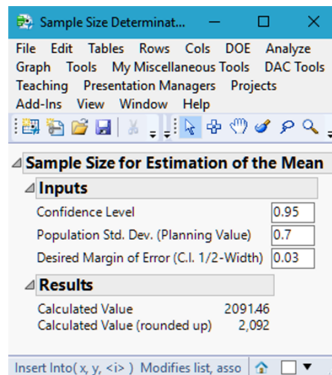 Sample Size Determinat...
File Edit Tables Rows Cols DOE Analyze
Graph Tools My Miscellaneous Tools DAC Tools
Teaching Presentation Managers Projects
Add-Ins View Window Help
Sample Size for Estimation of the Mean
Inputs
Confidence Level 0.95
Population Std. Dev. (Planning Value) 0.7
Desired Margin of Error (C.I. 1/2-Width) 0.03
Results
Calculated Value 2091.46
Calculated Value (rounded up) 2,092
Insert Into( x, y, <i> ) Modifies list, asso